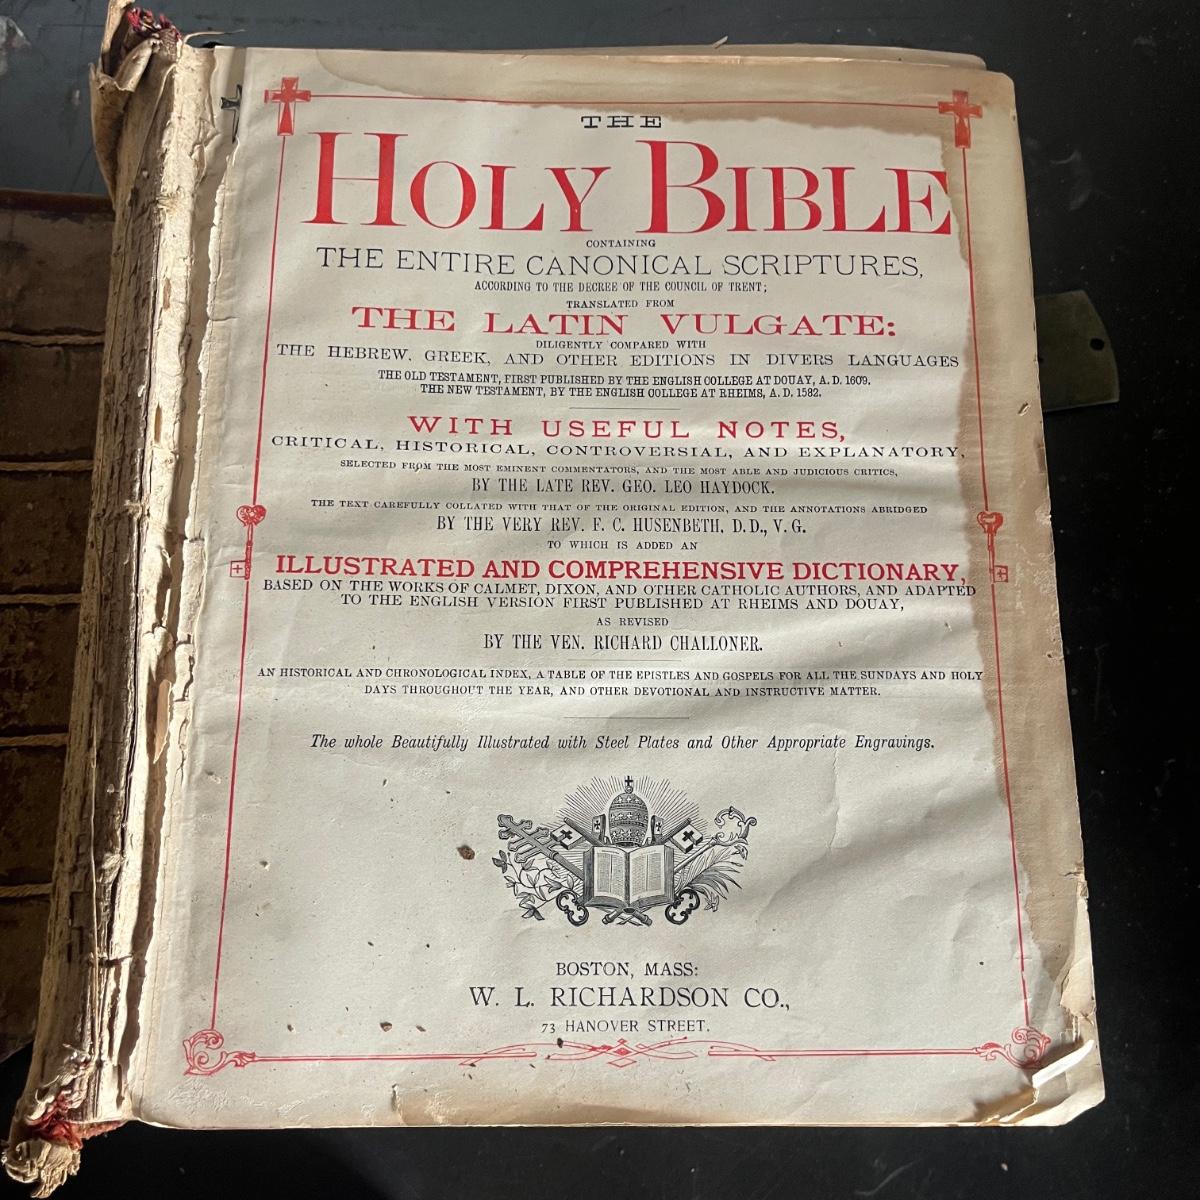 THE
HOLY BIBLE
CONTAINING
THE ENTIRE CANONICAL SCRIPTURES,
ACCORDING TO THE DECREE OF THE COUNCIL OF TRENT;
TRANSLATED FROM
THE LATIN VULGATE:
DILIGENTLY COMPARED WITH
THE HEBREW, GREEK, AND OTHER EDITIONS IN DIVERS LANGUAGES
THE OLD TESTAMENT, FIRST PUBLISHED BY THE ENGLISH COLLEGE AT DOUAY, A. D. 1609.
THE NEW TESTAMENT, BY THE ENGLISH COLLEGE AT RHEIMS, A. D. 1582.
WITH USEFUL NOTES,
CRITICAL, HISTORICAL, CONTROVERSIAL, AND EXPLANATORY,
SELECTED FROM THE MOST EMINENT COMMENTATORS, AND THE MOST ABLE AND JUDICIOUS CRITICS,
BY THE LATE REV. GEO. LEO HAYDOCK.
THE TEXT CAREFULLY COLLATED WITH THAT OF THE ORIGINAL EDITION, AND THE ANNOTATIONS ABRIDGED
BY THE VERY REV. F. C. HUSENBETH, D. D., V. G.
TO WHICH IS ADDED AN
ILLUSTRATED AND COMPREHENSIVE DICTIONARY,
BASED ON THE WORKS OF CALMET, DIXON, AND OTHER CATHOLIC AUTHORS, AND ADAPTED
TO THE ENGLISH VERSION FIRST PUBLISHED AT RHEIMS AND DOUAY,
AS REVISED
BY THE VEN. RICHARD CHALLONER.
AN HISTORICAL AND CHRONOLOGICAL INDEX, A TABLE OF THE EPISTLES AND GOSPELS FOR ALL THE SUNDAYS AND HOLY
DAYS THROUGHOUT THE YEAR, AND OTHER DEVOTIONAL AND INSTRUCTIVE MATTER.
The whole Beautifully Illustrated with Steel Plates and Other Appropriate Engravings.
BOSTON, MASS:
W. L. RICHARDSON CO.,
73 HANOVER STREET.